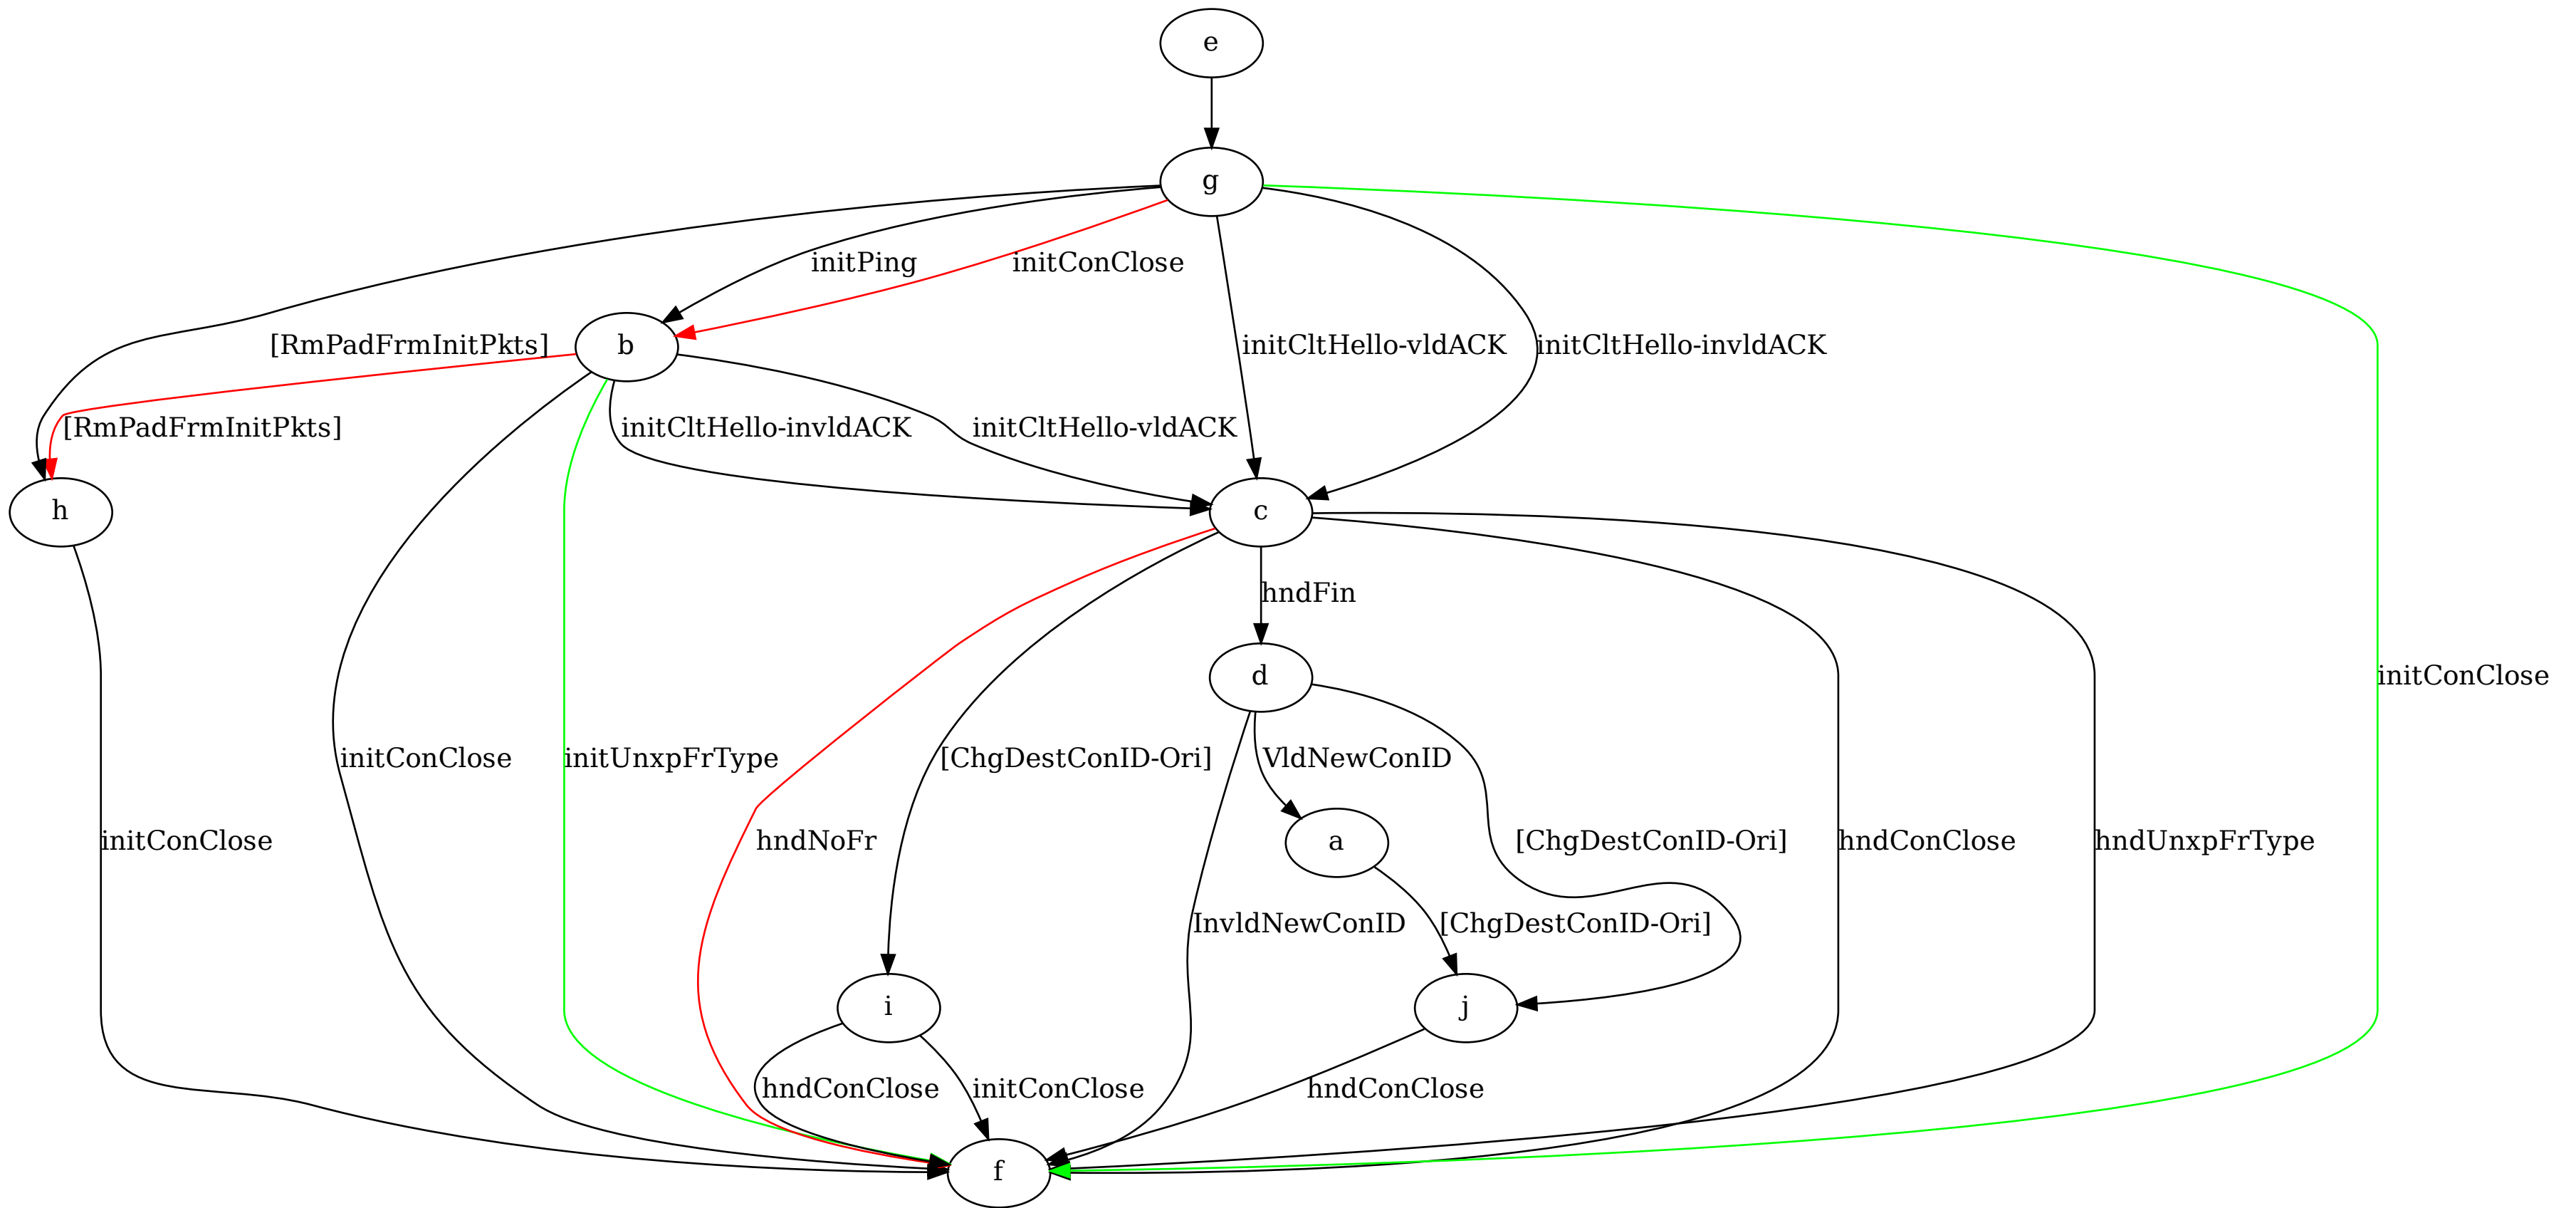 e
g
initPing
initConClose
[RmPadFrmInitPkts]
b
initCltHello-vldACK
initCltHello-invldACK
[RmPadFrmInitPkts]
initCltHello-invldACK
initCltHello-vldACK
h
c
hndFin
d
initConClose
initConClose
initUnxpFrType
[ChgDestConID-Ori]
VldNewConID
initConClose
hndNoFr
a
[ChgDestConID-Ori]
hndConClose
hndUnxpFrType
InvldNewConID
[ChgDestConID-Ori]
i
j
hndConClose
initConClose
hndConClose
f